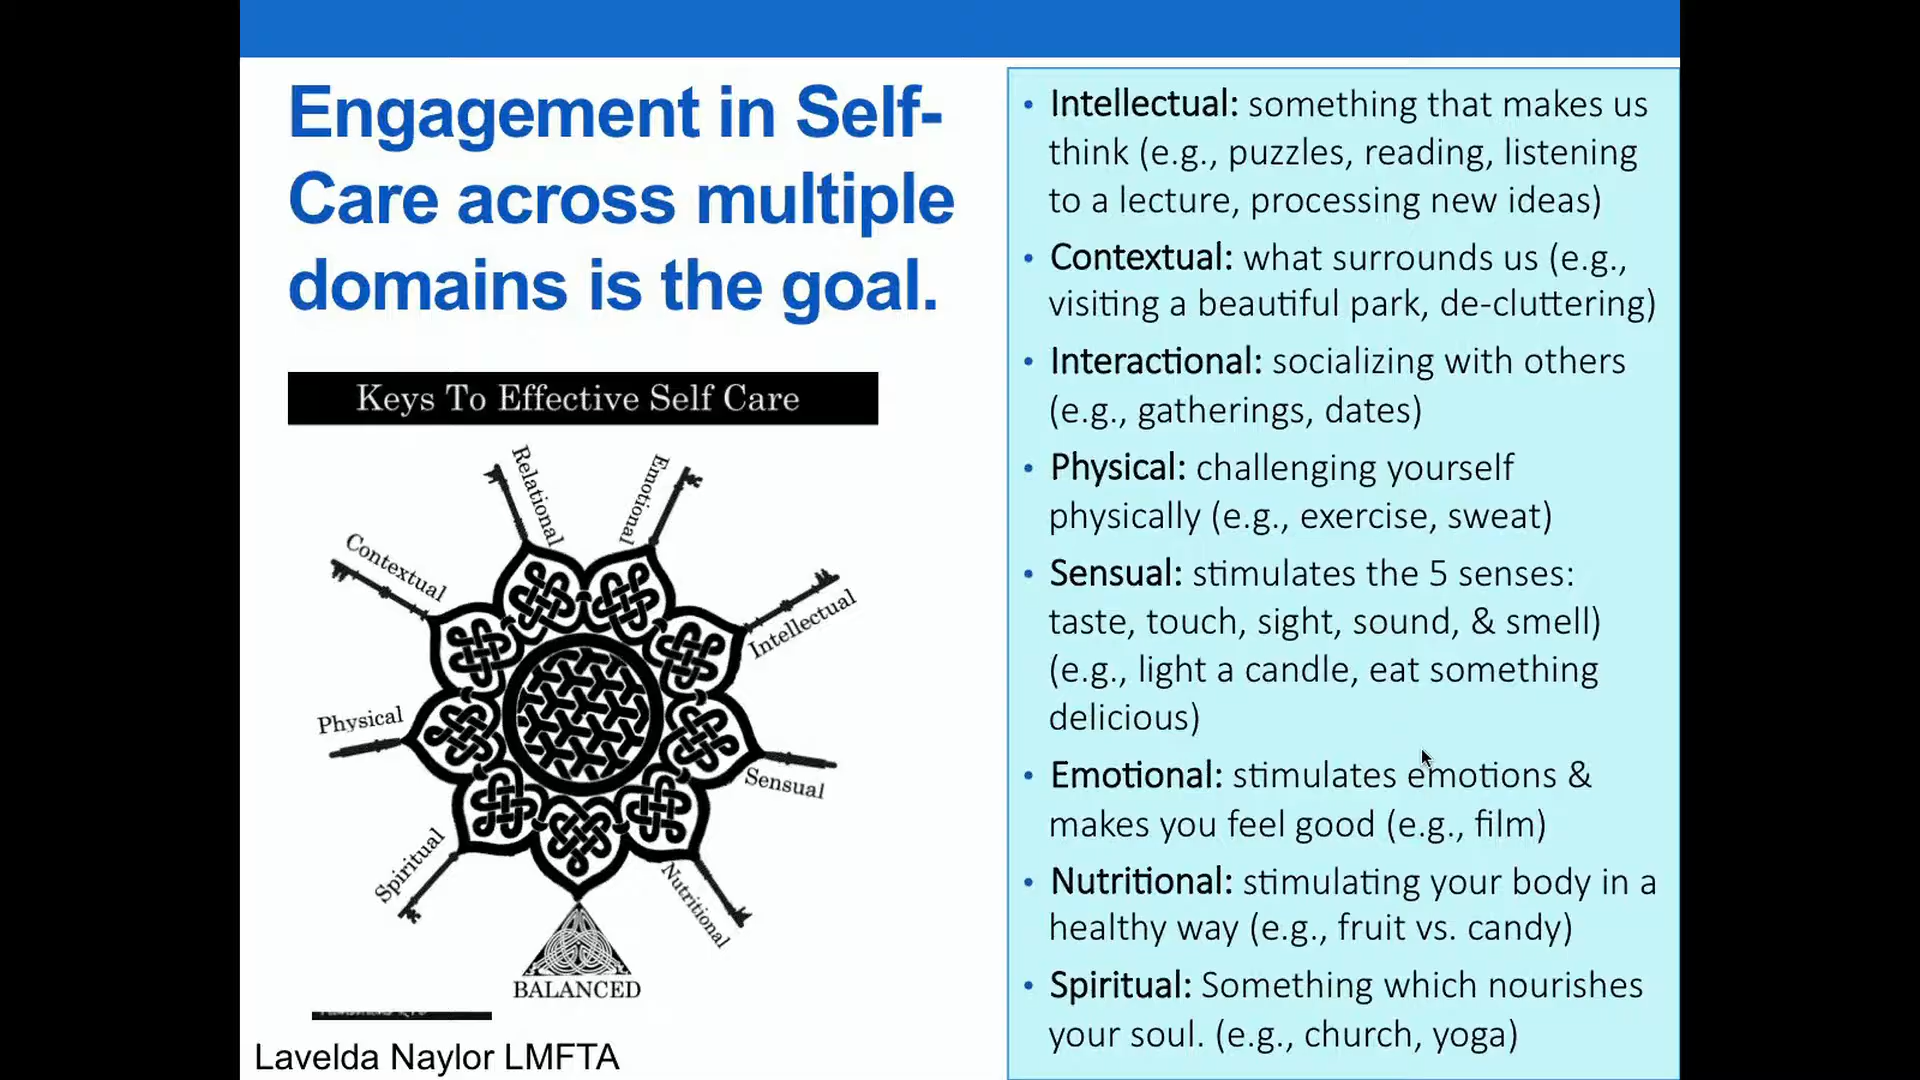 Engagement in Self-
Care across multiple
domains is the goal.
Keys To Effective Self Care
Relational
Emotional
Contextual
Intellectual
Physical
Sensual
Spiritual
Nutritional
BALANCED
Lavelda Naylor LMFTA
• Intellectual: something that makes us
think (e.g., puzzles, reading, listening
to a lecture, processing new ideas)
• Contextual: what surrounds us (e.g.,
visiting a beautiful park, de-cluttering)
• Interactional: socializing with others
(e.g., gatherings, dates)
• Physical: challenging yourself
physically (e.g., exercise, sweat)
• Sensual: stimulates the 5 senses:
taste, touch, sight, sound, & smell)
(e.g., light a candle, eat something
delicious)
• Emotional: stimulates emotions &
makes you feel good (e.g., film)
• Nutritional: stimulating your body in a
healthy way (e.g., fruit vs. candy)
• Spiritual: Something which nourishes
your soul. (e.g., church, yoga)